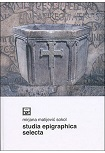 mirjana matijević sokol
studia epigraphica
selecta